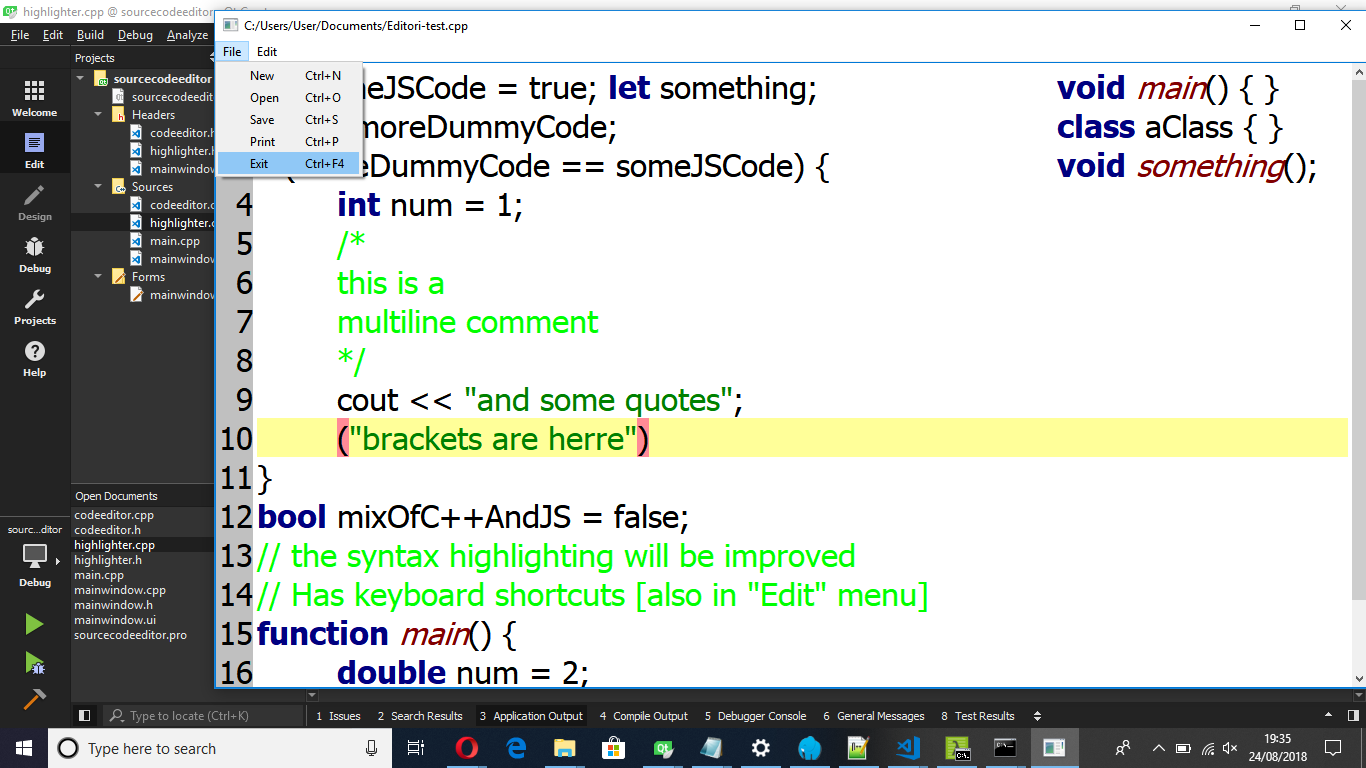 highlighter.cpp @ sourcecodeeditor
File Edit Build Debug Analyze
Projects
sourcecodeeditor
sourcecodeedit
Headers
codeeditor.h
highlighter.h
mainwindow
Sources
codeeditor.c
highlighter.c
main.cpp
mainwindow
Forms
mainwindow
Welcome
Edit
Design
Debug
Projects
Help
sourc...ditor
Debug
Open Documents
codeeditor.cpp
codeeditor.h
highlighter.cpp
highlighter.h
main.cpp
mainwindow.cpp
mainwindow.h
mainwindow.ui
sourcecodeeditor.pro
C:/Users/User/Documents/Editori-test.cpp
File Edit
New Ctrl+N
Open Ctrl+O
Save Ctrl+S
Print Ctrl+P
Exit Ctrl+F4
meJSCode = true; let something; void main() { }
moreDummyCode; class aClass { }
eDummyCode == someJSCode) { void something();
4 int num = 1;
5 /*
6 this is a
7 multiline comment
8 */
9 cout << "and some quotes";
10 ("brackets are herre")
11 }
12 bool mixOfC++AndJS = false;
13 // the syntax highlighting will be improved
14 // Has keyboard shortcuts [also in "Edit" menu]
15 function main() {
16 double num = 2;
Type to locate (Ctrl+K) 1 Issues 2 Search Results 3 Application Output 4 Compile Output 5 Debugger Console 6 General Messages 8 Test Results
Type here to search
19:35
24/08/2018